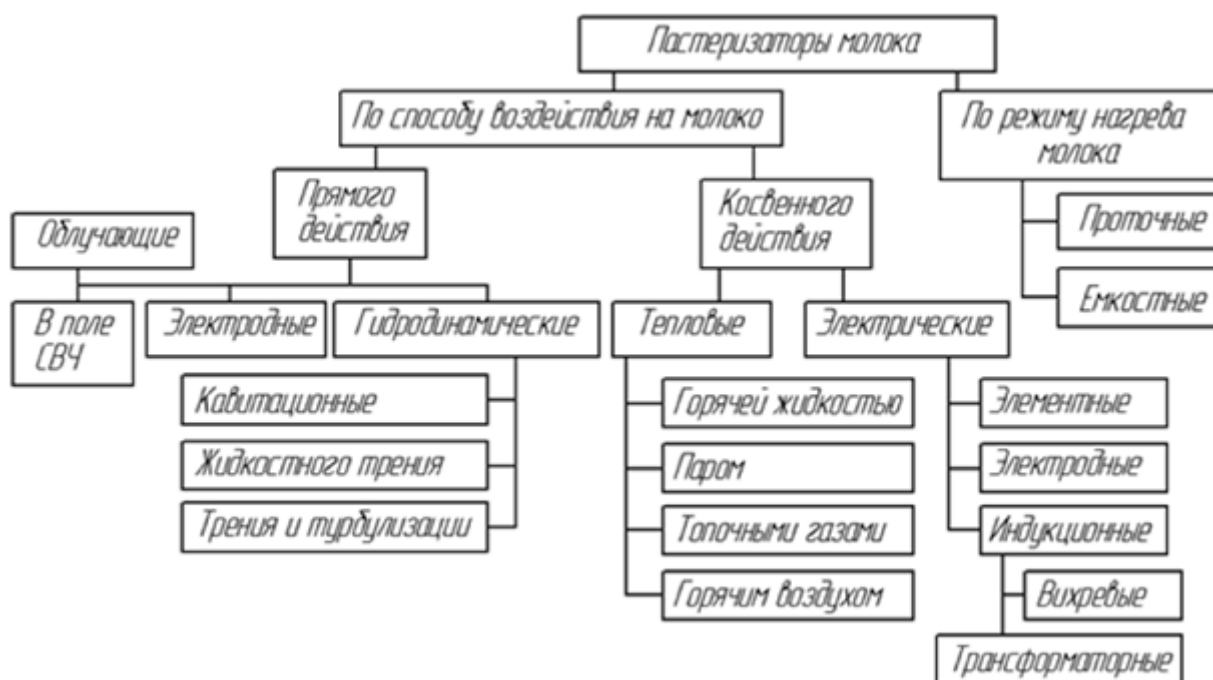 Пастеризаторы молока
По способу воздействия на молоко
По режиму нагрева
молока
Прямого
действия
Косвенного
действия
Облучающие
Проточные
Емкостные
В поле
СВЧ
Электродные
Гидродинамические
Тепловые
Электрические
Кавитационные
Жидкостного трения
Трения и турбулизации
Горячей жидкостью
Паром
Топочными газами
Горячим воздухом
Элементные
Электродные
Индукционные
Вихревые
Трансформаторные